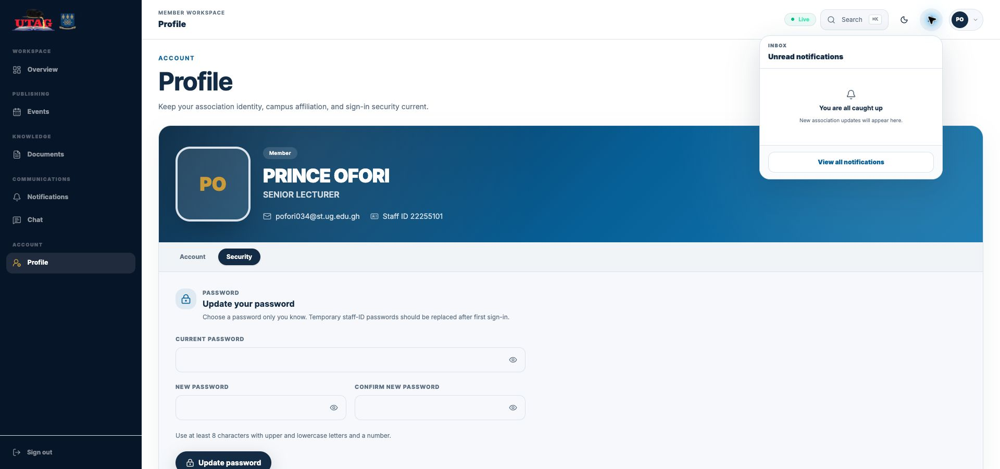 UTAG
WORKSPACE
Overview
PUBLISHING
Events
KNOWLEDGE
Documents
COMMUNICATIONS
Notifications
Chat
ACCOUNT
Profile
Sign out
MEMBER WORKSPACE
Profile
Live
Search
⌘K
PO
INBOX
Unread notifications
You are all caught up
New association updates will appear here.
View all notifications
ACCOUNT
Profile
Keep your association identity, campus affiliation, and sign-in security current.
PO
Member
PRINCE OFORI
SENIOR LECTURER
pofori034@st.ug.edu.gh Staff ID 22255101
Account Security
PASSWORD
Update your password
Choose a password only you know. Temporary staff-ID passwords should be replaced after first sign-in.
CURRENT PASSWORD
NEW PASSWORD CONFIRM NEW PASSWORD
Use at least 8 characters with upper and lowercase letters and a number.
Update password